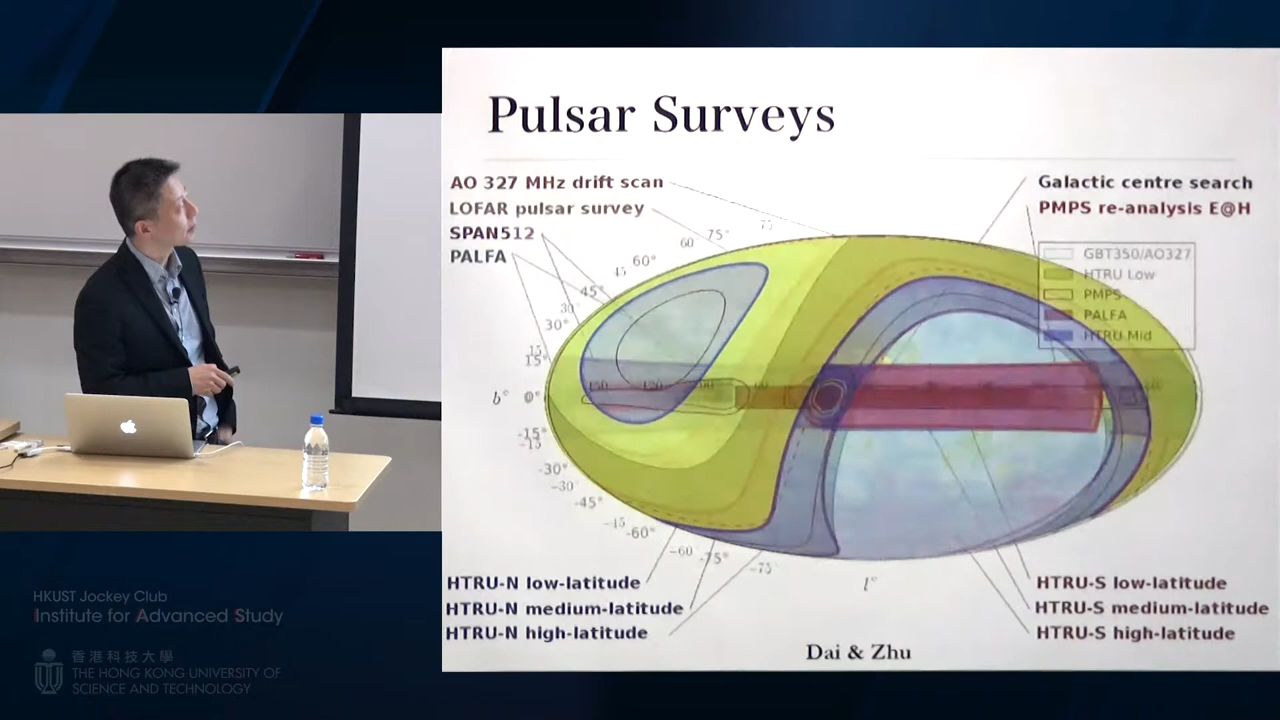 Pulsar Surveys
AO 327 MHz drift scan
LOFAR pulsar survey
SPAN512
PALFA
Galactic centre search
PMPS re-analysis E@H
GBT350/AO327
HTRU Low
PMPS
PALFA
HTRU Mid
75
75°
60
60°
45
45°
30
30°
15
15°
b°
0°
150
120
60
-15°
-15
-30°
-30
-45°
-15
-60°
-60
-75°
-75
l°
HTRU-N low-latitude
HTRU-N medium-latitude
HTRU-N high-latitude
HTRU-S low-latitude
HTRU-S medium-latitude
HTRU-S high-latitude
Dai & Zhu
HKUST Jockey Club
Institute for Advanced Study
香港科技大學
THE HONG KONG UNIVERSITY OF
SCIENCE AND TECHNOLOGY